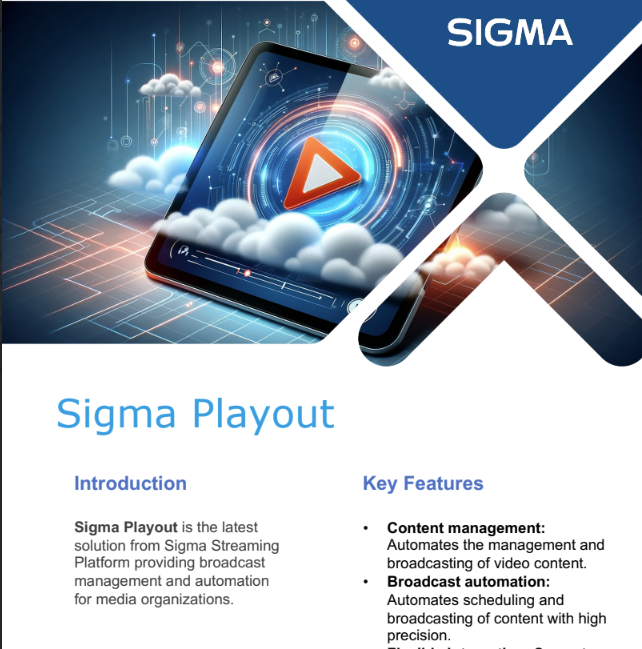 SIGMA
Sigma Playout
Introduction
Sigma Playout is the latest
solution from Sigma Streaming
Platform providing broadcast
management and automation
for media organizations.
Key Features
• Content management:
Automates the management and
broadcasting of video content.
• Broadcast automation:
Automates scheduling and
broadcasting of content with high
precision.